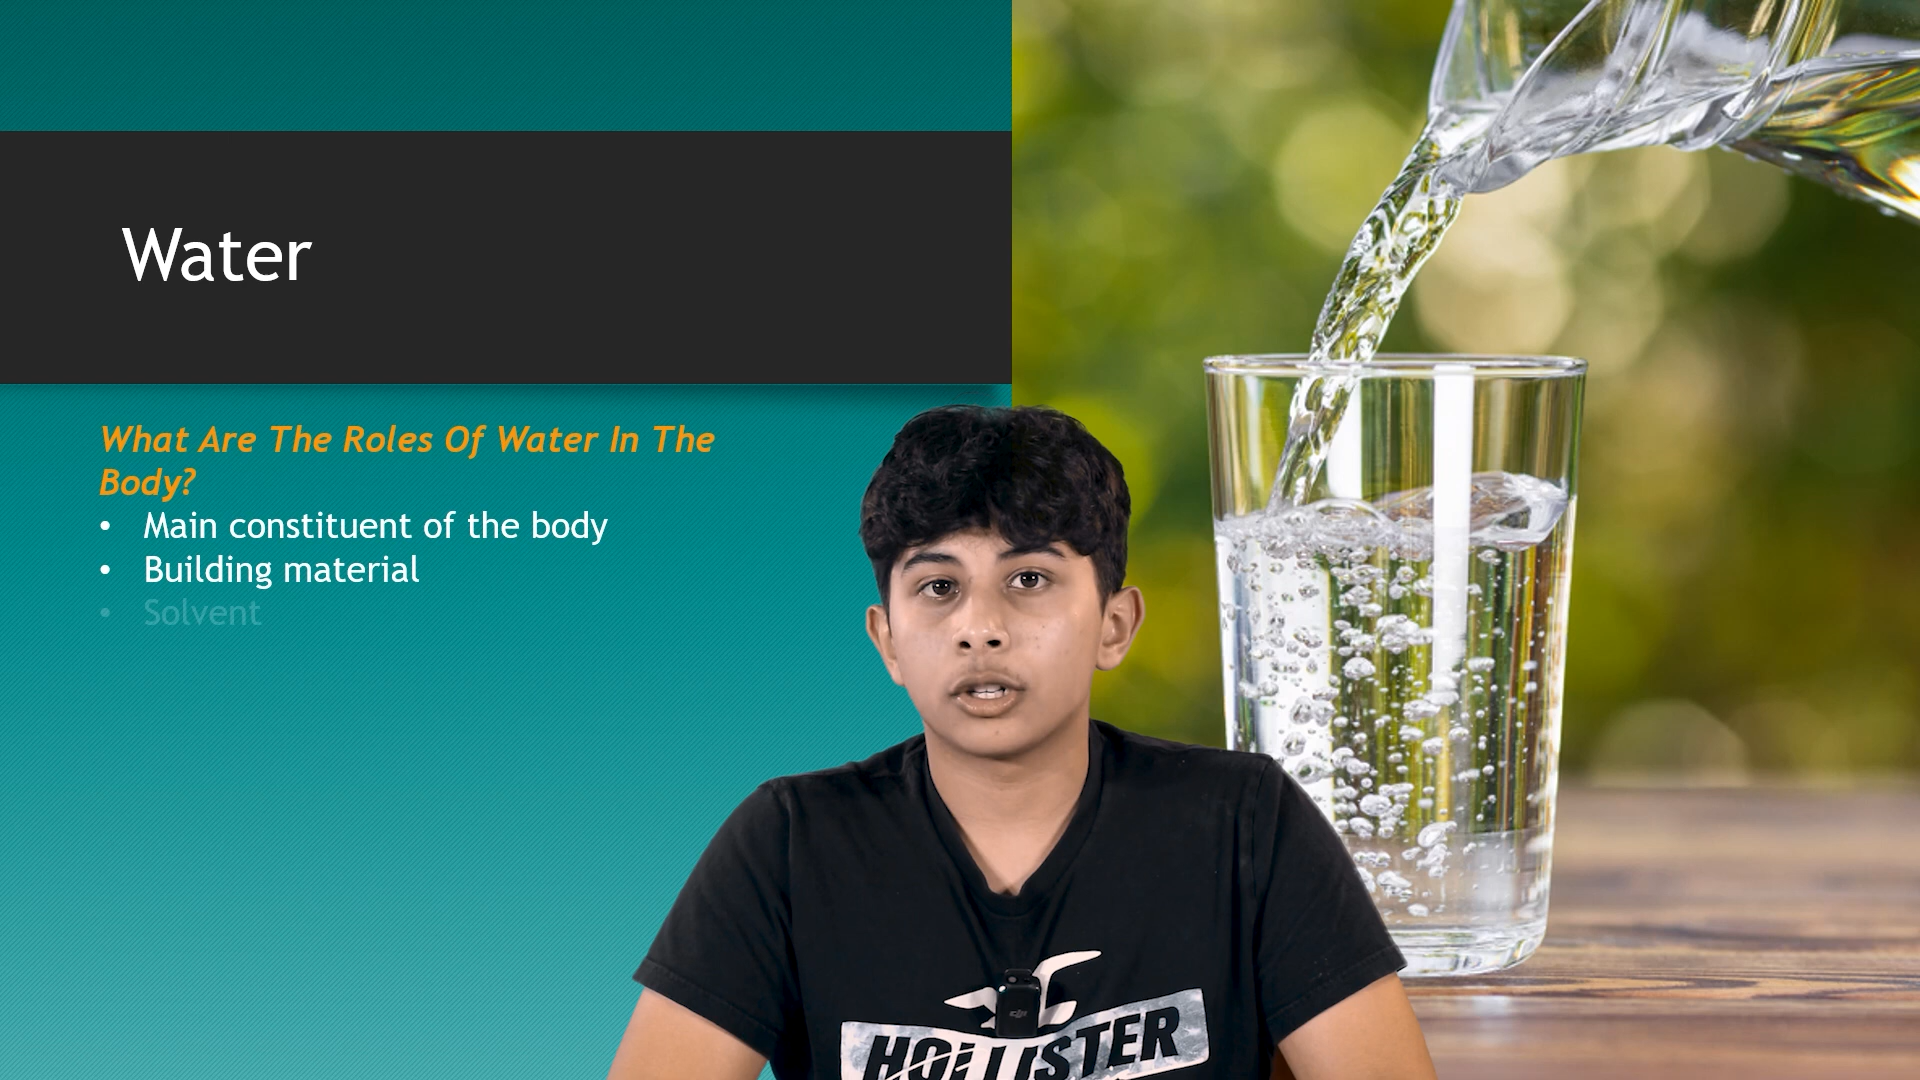 Water
What Are The Roles Of Water In The
Body?
• Main constituent of the body
• Building material
• Solvent
HOLLISTER
dji